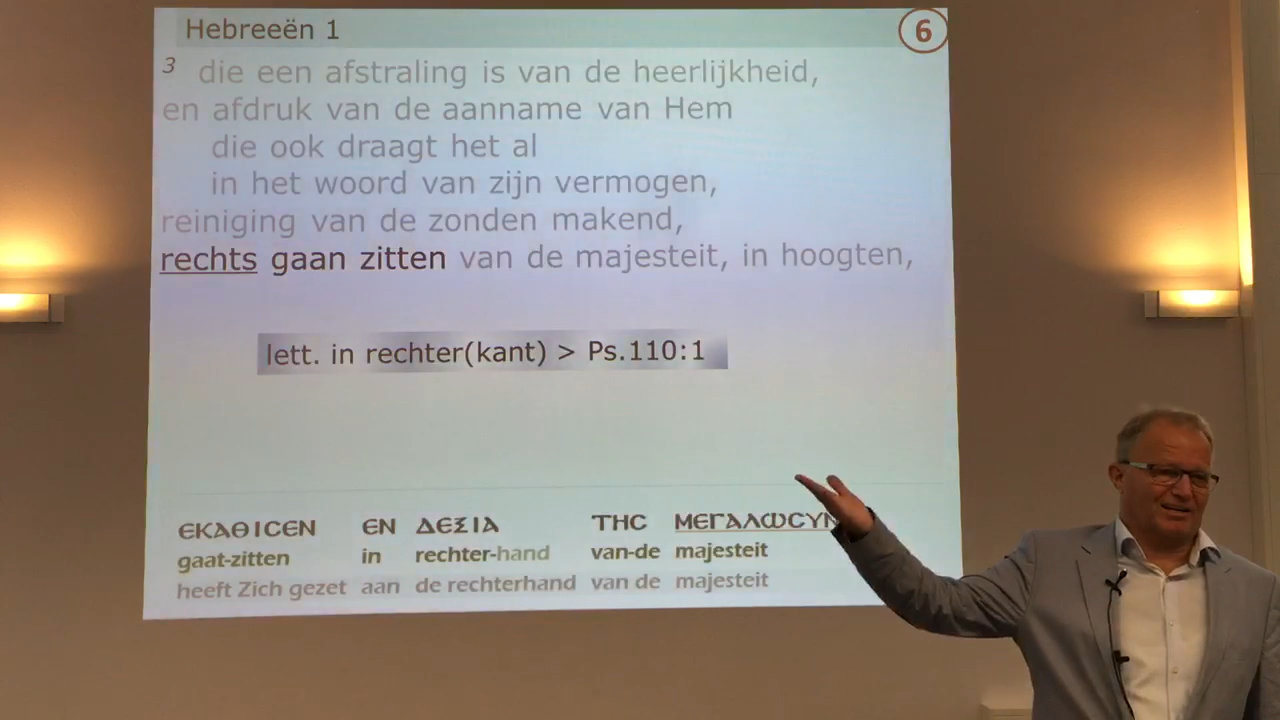 Hebreeën 1
6
3 die een afstraling is van de heerlijkheid,
en afdruk van de aanname van Hem
die ook draagt het al
in het woord van zijn vermogen,
reiniging van de zonden makend,
rechts gaan zitten van de majesteit, in hoogten,
lett. in rechter(kant) > Ps.110:1
ΕΚΑΘΙϹΕΝ ΕΝ ΔΕΞΙΑ ΤΗϹ
gaat-zitten in rechter-hand van-de majesteit
heeft Zich gezet aan de rechterhand van de majesteit